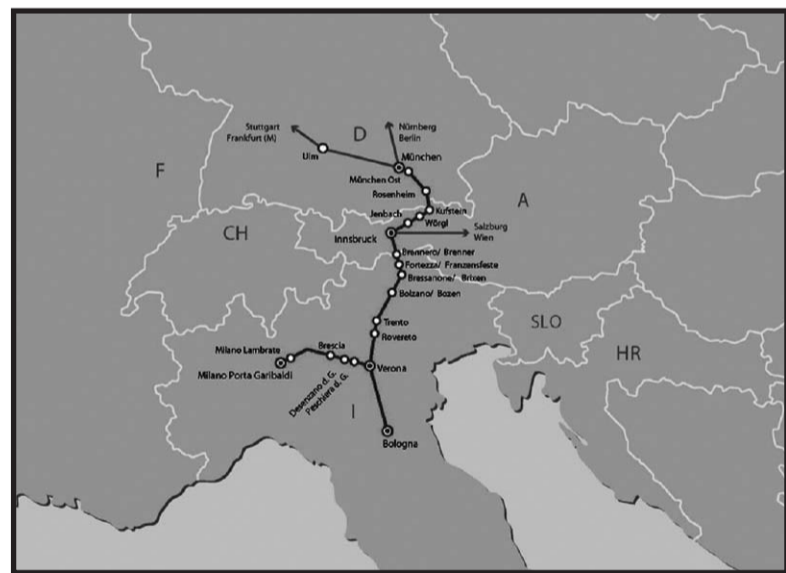 Stuttgart
Frankfurt (M)
D
Nürnberg
Berlin
Ulm
München
F
München Ost
Rosenheim
A
Jenbach
Kufstein
Wörgl
CH
Innsbruck
Salzburg
Wien
Brennero/ Brenner
Fortezza/ Franzensfeste
Bressanone/ Brixen
Bolzano/ Bozen
Trento
SLO
Rovereto
Milano Lambrate
Brescia
HR
Verona
Milano Porta Garibaldi
Desenzano d. G.
Peschiera d. G.
I
Bologna